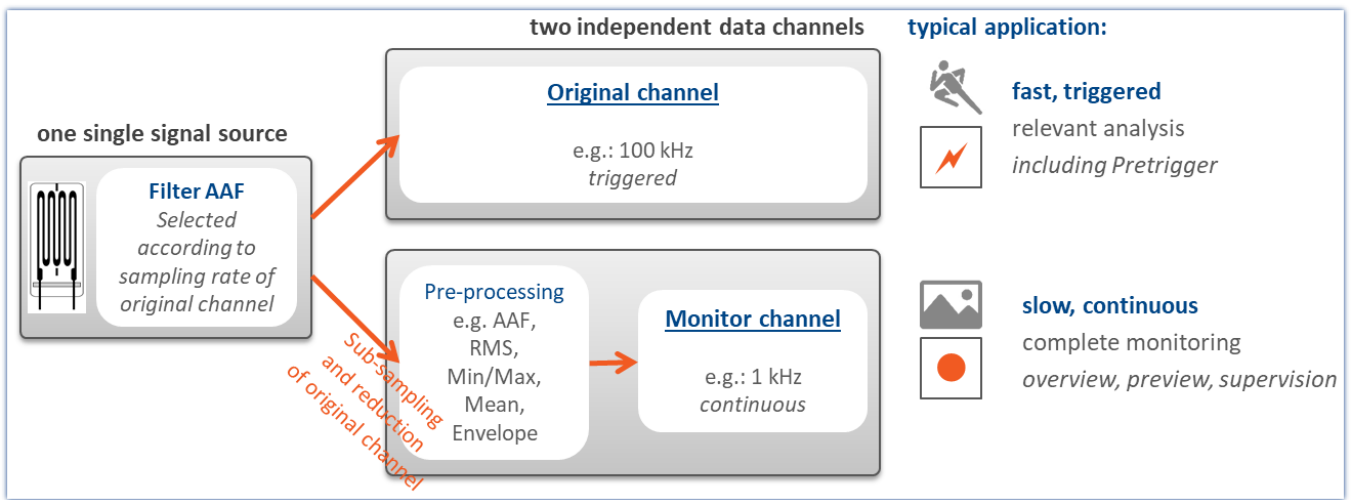 two independent data channels
typical application:
one single signal source
Filter AAF
Selected
according to
sampling rate of
original channel
Original channel
e.g.: 100 kHz
triggered
fast, triggered
relevant analysis
including Pretrigger
Sub-sampling
and reduction
of original channel
Pre-processing
e.g. AAF,
RMS,
Min/Max,
Mean,
Envelope
Monitor channel
e.g.: 1 kHz
continuous
slow, continuous
complete monitoring
overview, preview, supervision